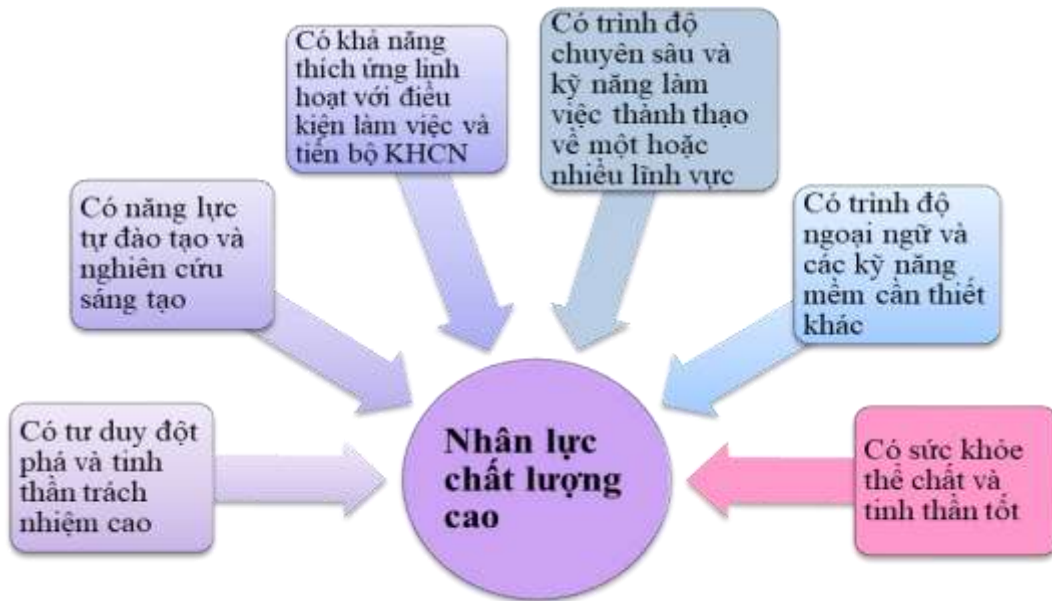 Có khả năng
thích ứng linh
hoạt với điều
kiện làm việc và
tiến bộ KHCN
Có trình độ
chuyên sâu và
kỹ năng làm
việc thành thạo
về một hoặc
nhiều lĩnh vực
Có năng lực
tự đào tạo và
nghiên cứu
sáng tạo
Có trình độ
ngoại ngữ và
các kỹ năng
mềm cần thiết
khác
Có tư duy đột
phá và tinh
thần trách
nhiệm cao
Nhân lực
chất lượng
cao
Có sức khỏe
thể chất và
tinh thần tốt